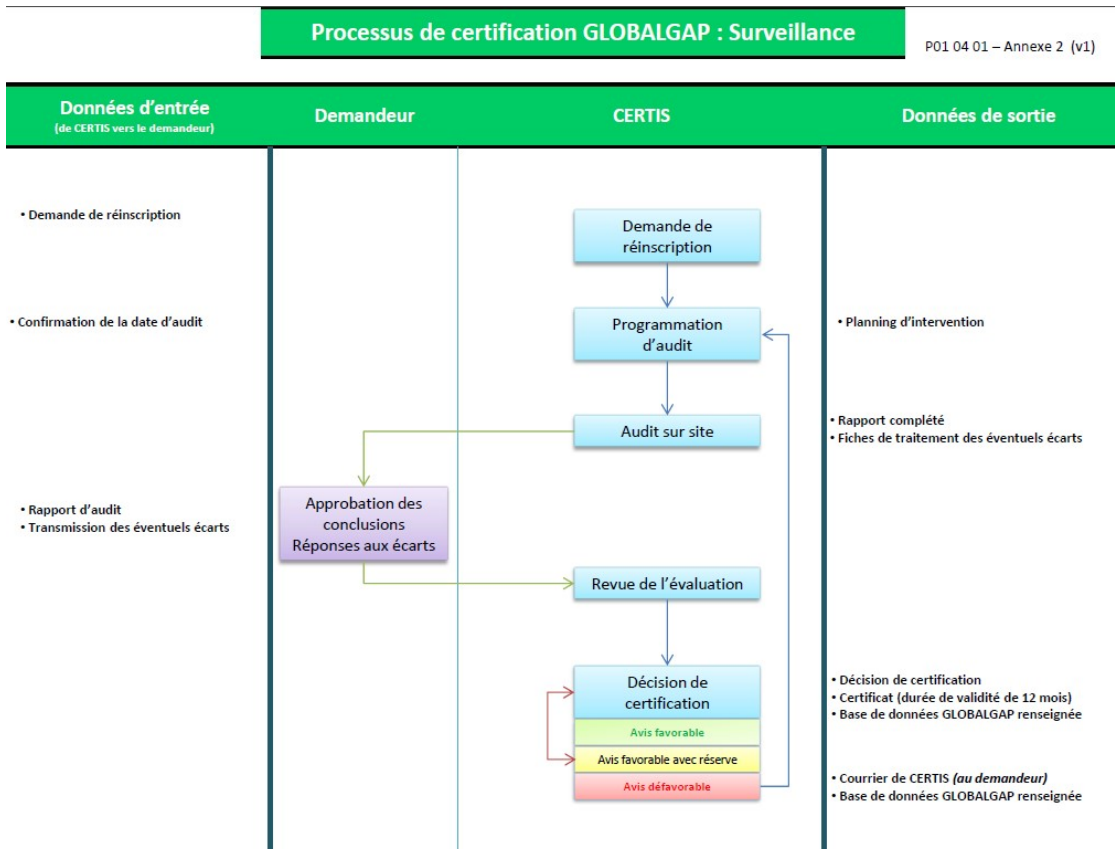 Processus de certification GLOBALGAP : Surveillance
P01 04 01 – Annexe 2 (v1)
Données d'entrée
(de CERTIS vers le demandeur)
Demandeur
CERTIS
Données de sortie
• Demande de réinscription
Demande de
réinscription
• Confirmation de la date d'audit
Programmation
d'audit
• Planning d'intervention
Audit sur site
• Rapport complété
• Fiches de traitement des éventuels écarts
• Rapport d'audit
• Transmission des éventuels écarts
Approbation des
conclusions
Réponses aux écarts
Revue de l'évaluation
Décision de
certification
Avis favorable
Avis favorable avec réserve
Avis défavorable
• Décision de certification
• Certificat (durée de validité de 12 mois)
• Base de données GLOBALGAP renseignée
• Courrier de CERTIS (au demandeur)
• Base de données GLOBALGAP renseignée